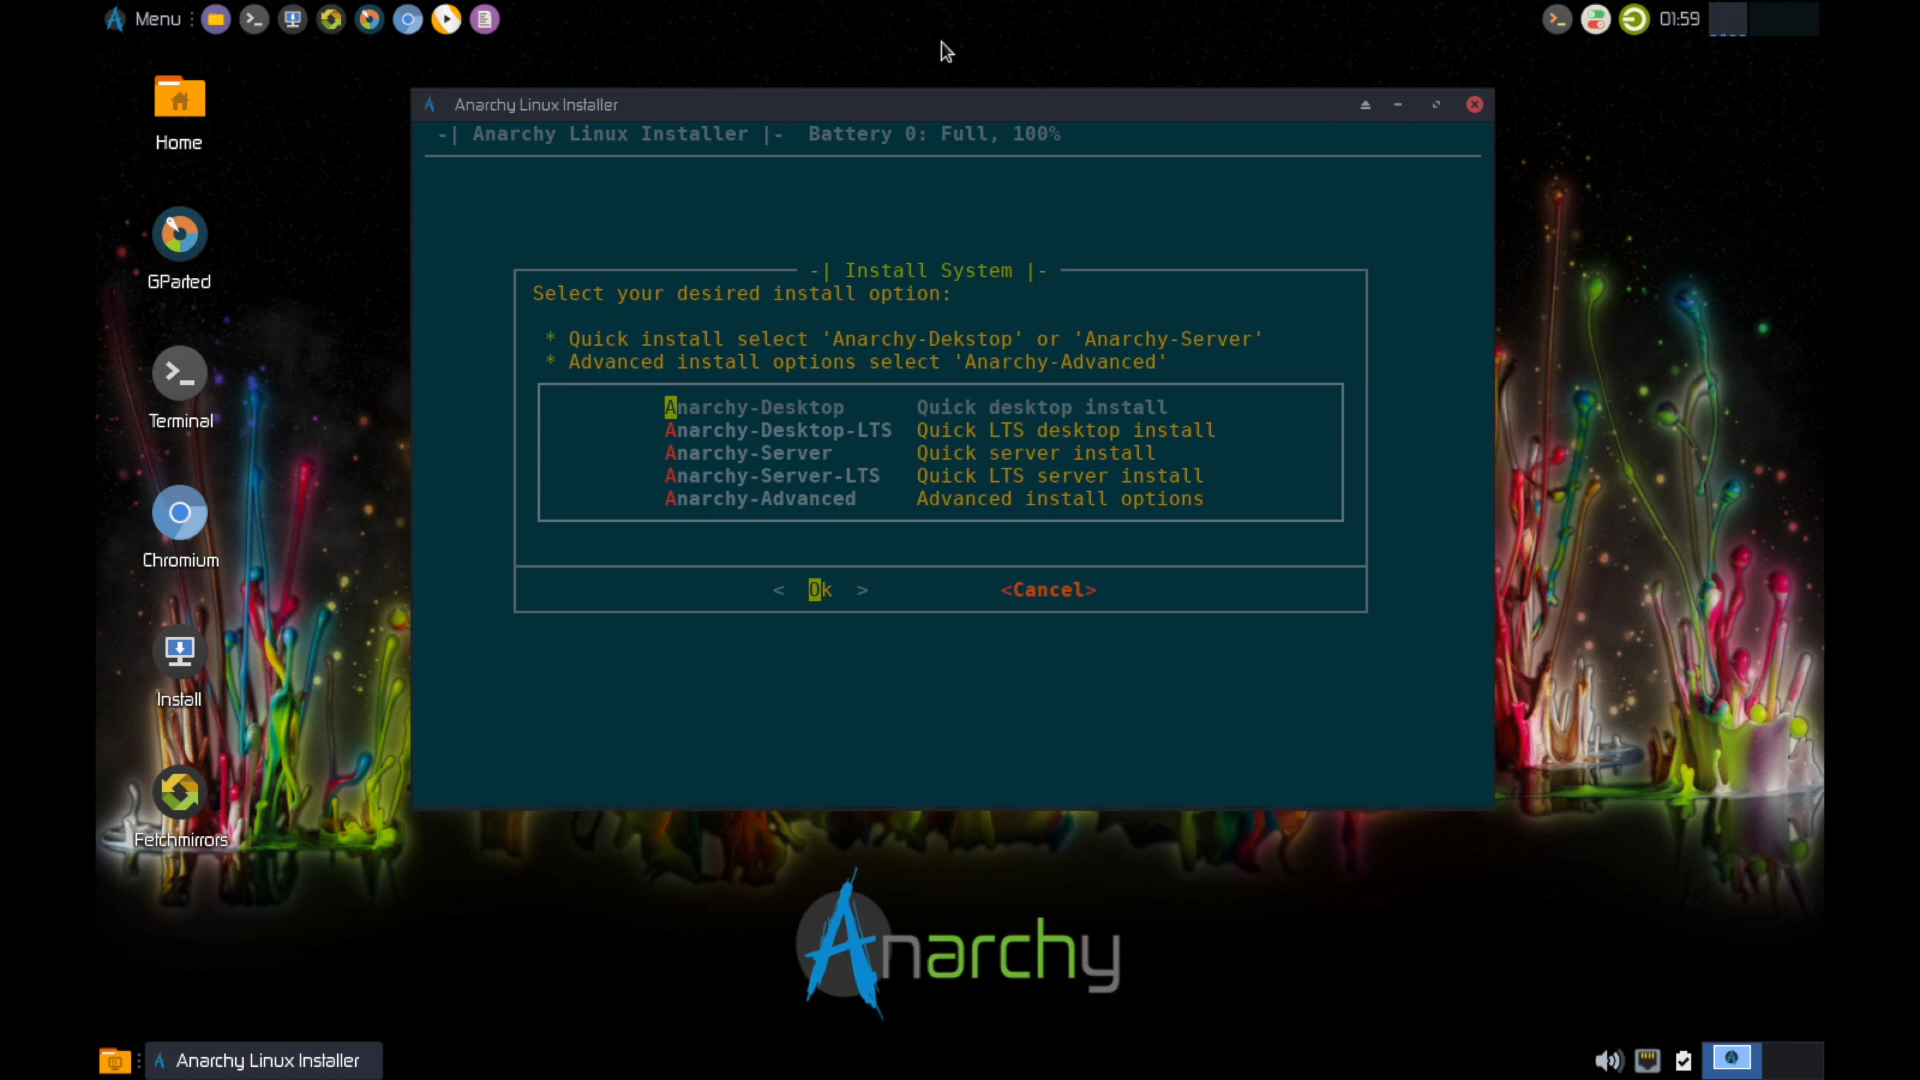 Menu
01:59
Home
GParted
Terminal
Chromium
Install
Fetchmirrors
Anarchy Linux Installer
-| Anarchy Linux Installer |-  Battery 0: Full, 100%
-| Install System |-
Select your desired install option:
* Quick install select 'Anarchy-Dekstop' or 'Anarchy-Server'
* Advanced install options select 'Anarchy-Advanced'
Anarchy-Desktop Quick desktop install
Anarchy-Desktop-LTS Quick LTS desktop install
Anarchy-Server Quick server install
Anarchy-Server-LTS Quick LTS server install
Anarchy-Advanced Advanced install options
< Ok > <Cancel>
Anarchy
Anarchy Linux Installer